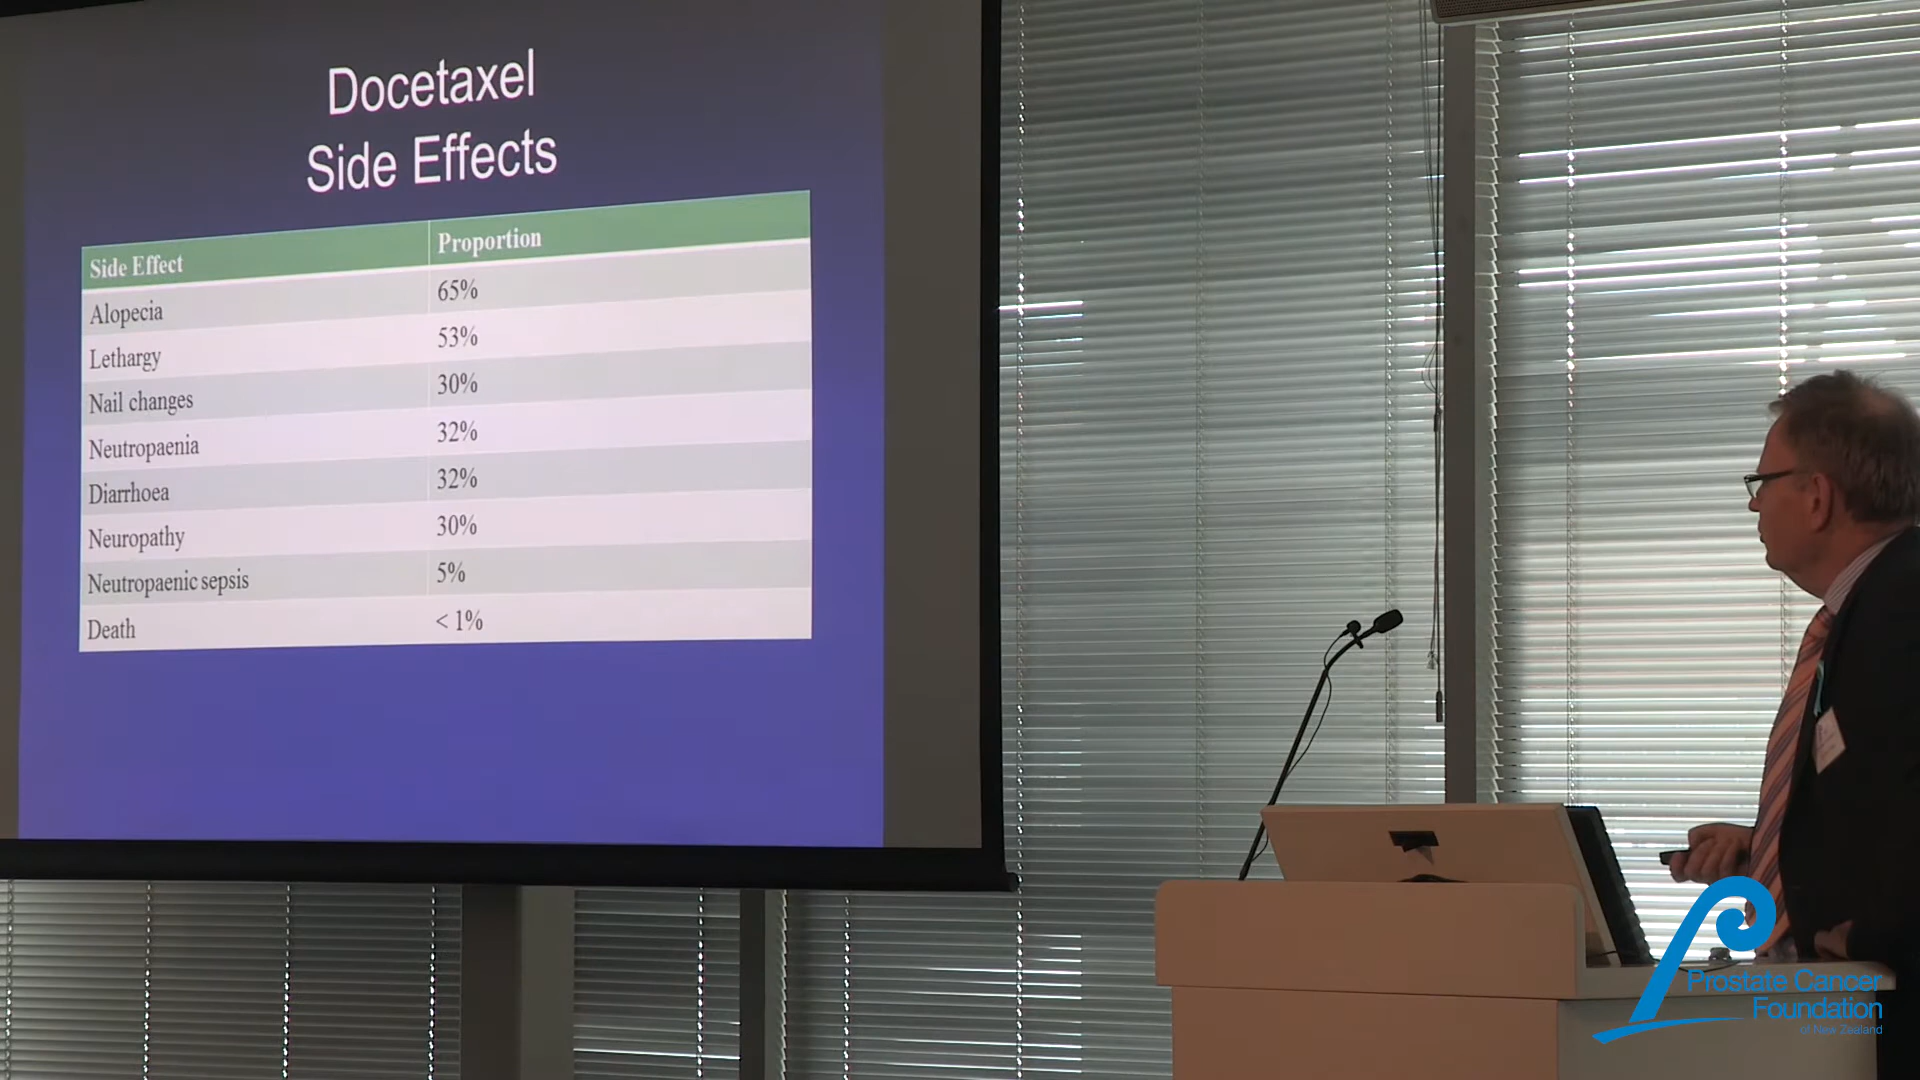 Docetaxel
Side Effects
Side Effect Proportion
Alopecia 65%
Lethargy 53%
Nail changes 30%
Neutropaenia 32%
Diarrhoea 32%
Neuropathy 30%
Neutropaenic sepsis 5%
Death < 1%
Prostate Cancer
Foundation
of New Zealand